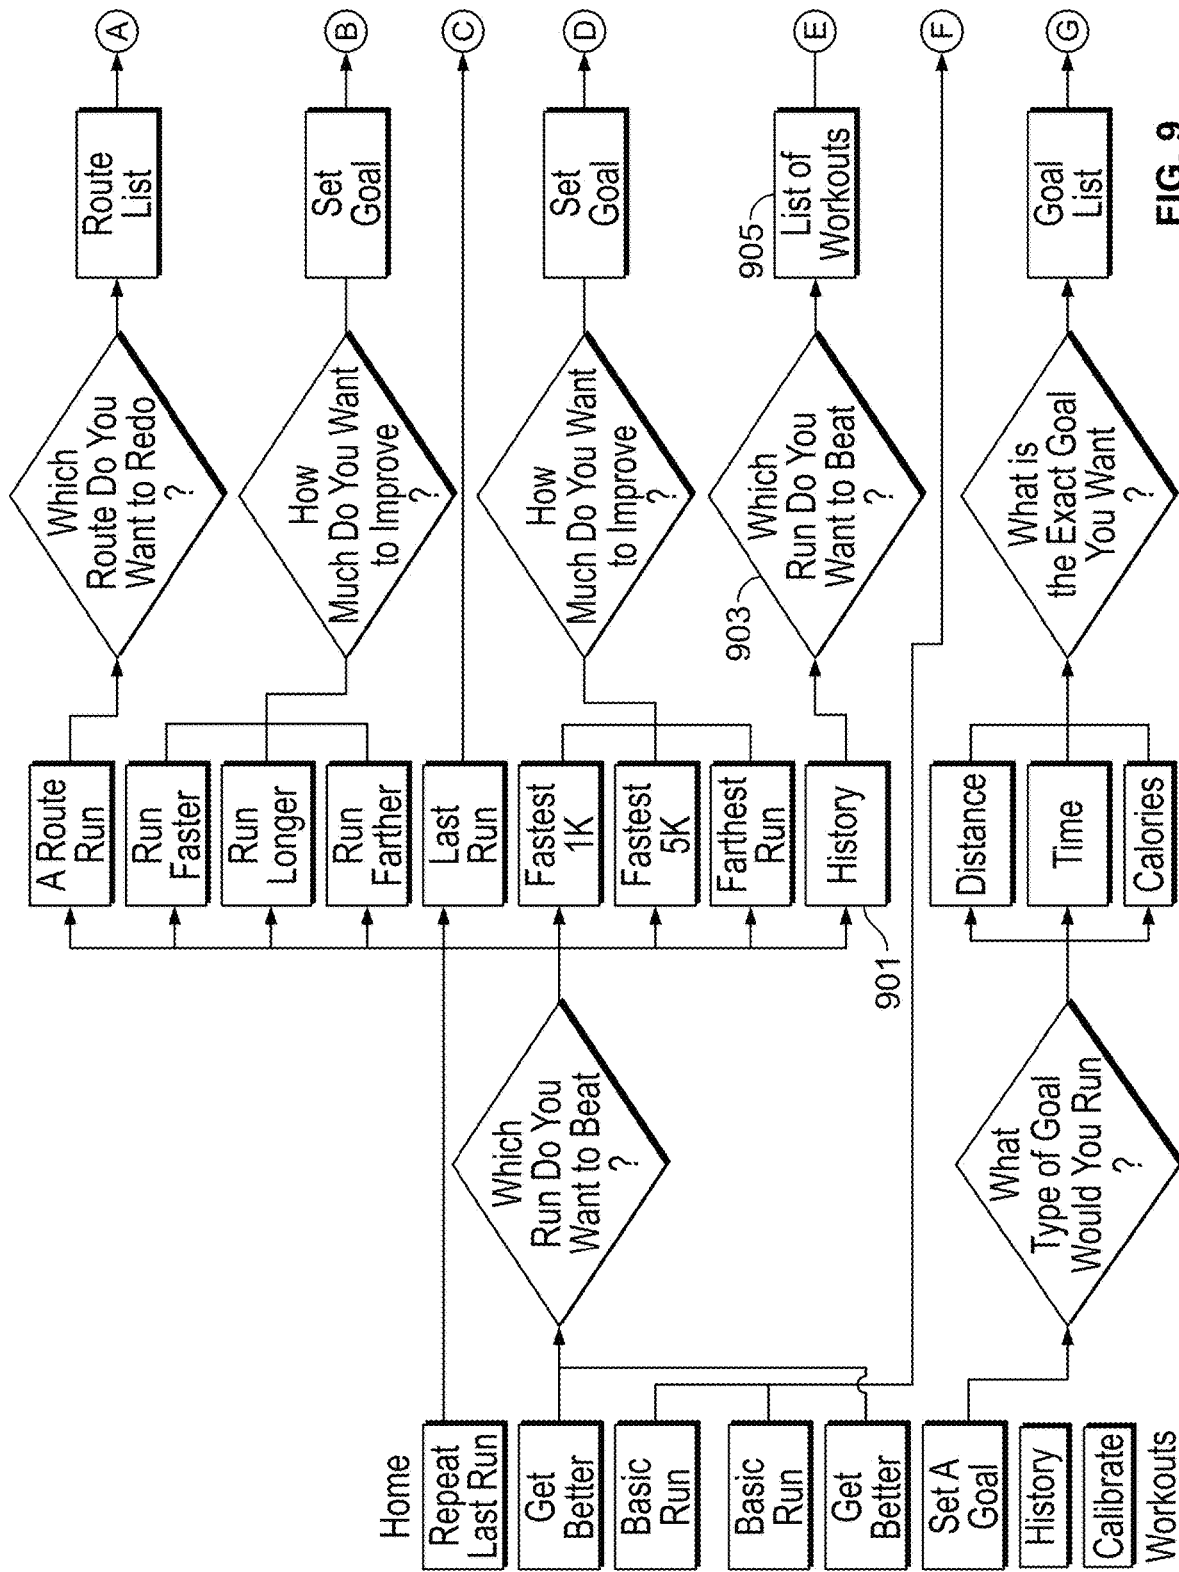 Home
Repeat
Last Run
Get
Better
Basic
Run
Basic
Run
Get
Better
Set A
Goal
History
Calibrate
Workouts
Which
Run Do You
Want to Beat
?
What
Type of Goal
Would You Run
?
A Route
Run
Run
Faster
Run
Longer
Run
Farther
Last
Run
Fastest
1K
Fastest
5K
Farthest
Run
History
901
Distance
Time
Calories
Which
Route Do You
Want to Redo
?
How
Much Do You Want
to Improve
?
How
Much Do You Want
to Improve
?
903
Which
Run Do You
Want to Beat
?
What is
the Exact Goal
You Want
?
Route
List
Set
Goal
Set
Goal
905
List of
Workouts
Goal
List
A
B
C
D
E
F
G
FIG. 9